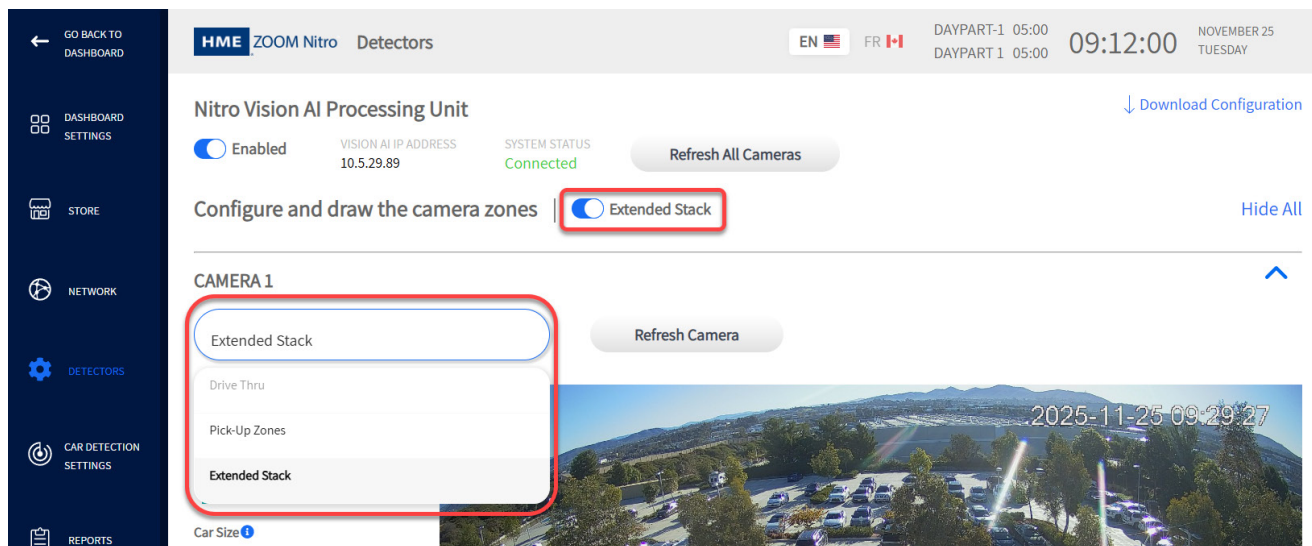 GO BACK TO
DASHBOARD
HME ZOOM Nitro Detectors
EN FR
DAYPART-1 05:00
DAYPART 1 05:00
09:12:00
NOVEMBER 25
TUESDAY
DASHBOARD
SETTINGS
STORE
NETWORK
DETECTORS
CAR DETECTION
SETTINGS
REPORTS
Nitro Vision AI Processing Unit
Download Configuration
Enabled
VISION AI IP ADDRESS
10.5.29.89
SYSTEM STATUS
Connected
Refresh All Cameras
Configure and draw the camera zones | Extended Stack
Hide All
CAMERA 1
Extended Stack
Refresh Camera
Drive Thru
Pick-Up Zones
Extended Stack
Car Size
2025-11-25 09:29:27